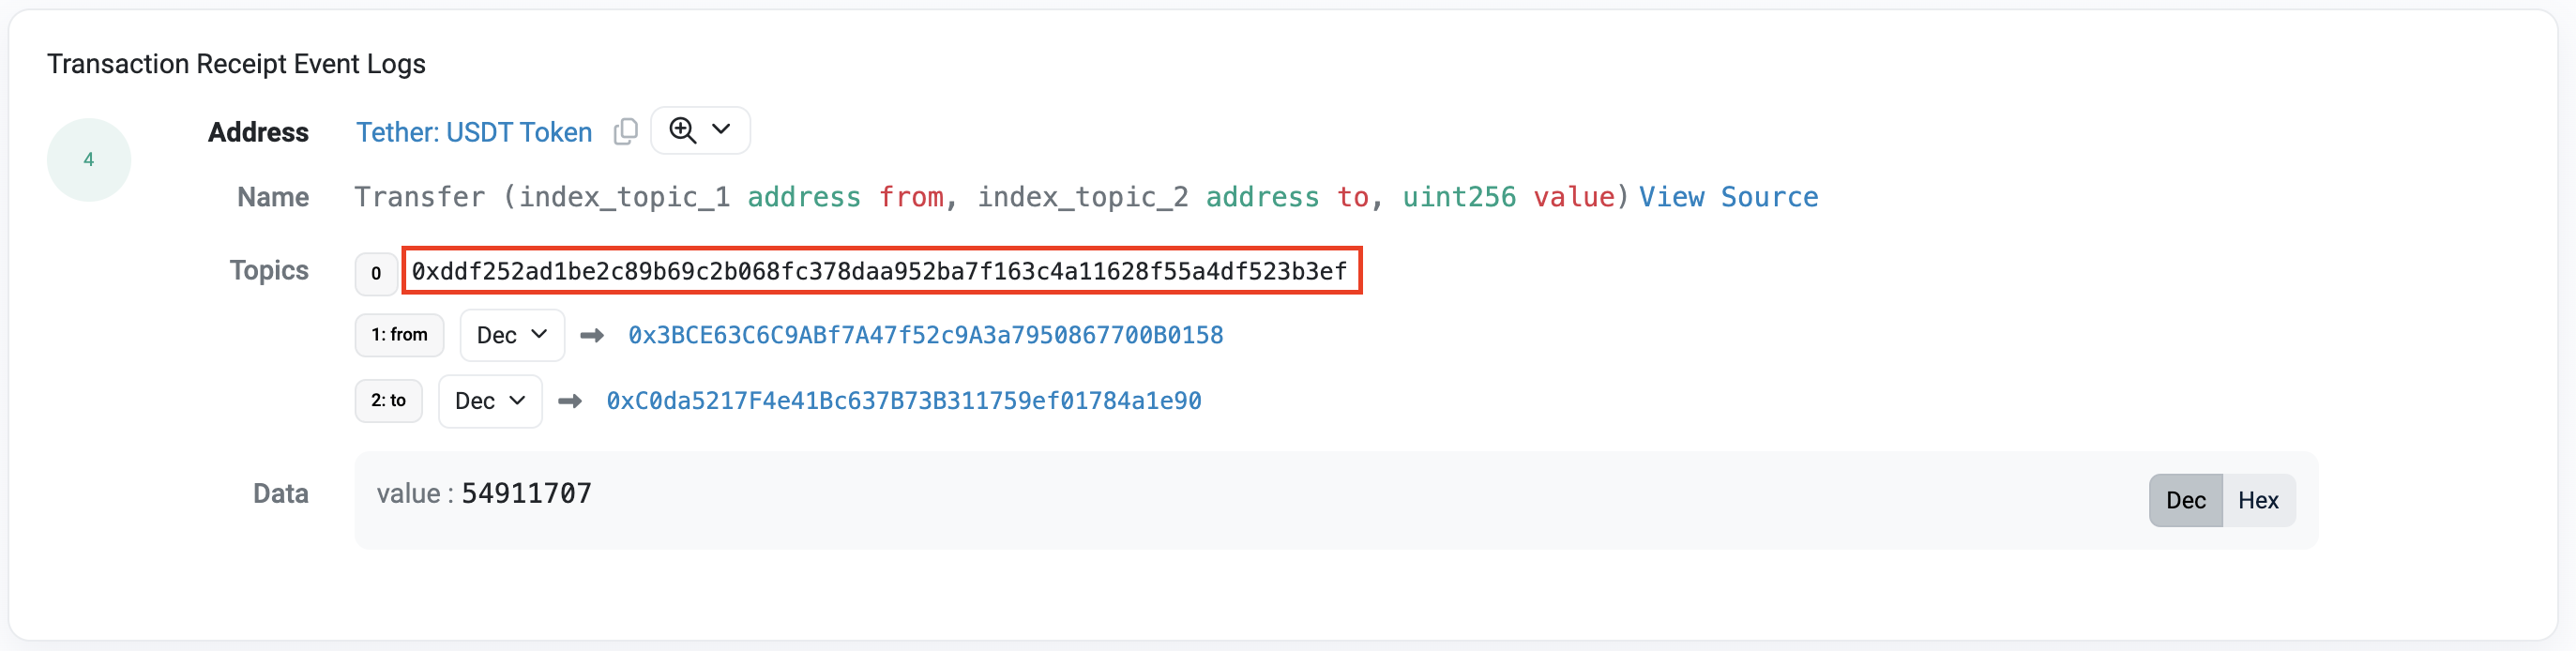 Transaction Receipt Event Logs
4
Address Tether: USDT Token
Name Transfer (index_topic_1 address from, index_topic_2 address to, uint256 value) View Source
Topics 0 0xddf252ad1be2c89b69c2b068fc378daa952ba7f163c4a11628f55a4df523b3ef
1: from Dec 0x3BCE63C6C9ABf7A47f52c9A3a7950867700B0158
2: to Dec 0xC0da5217F4e41Bc637B73B311759ef01784a1e90
Data value : 54911707 Dec Hex